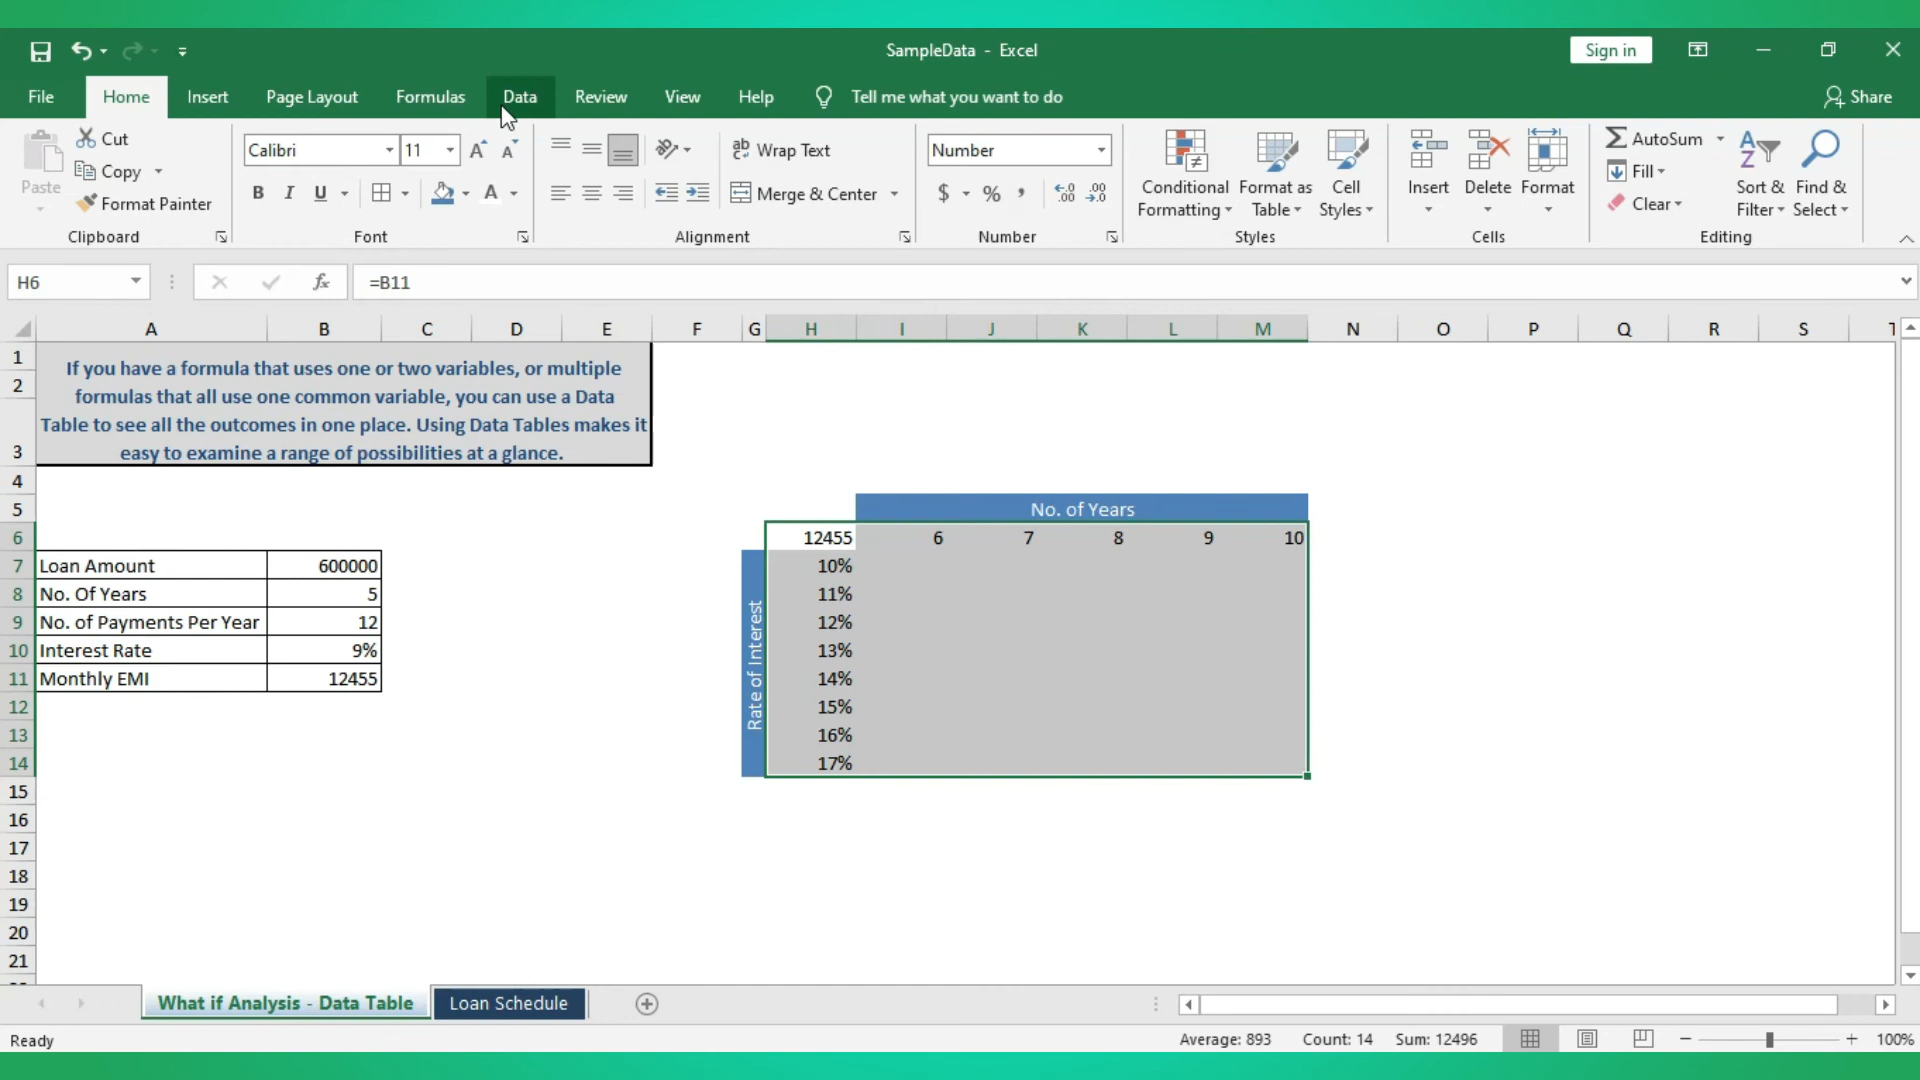 SampleData - Excel
Sign in
File Home Insert Page Layout Formulas Data Review View Help Tell me what you want to do Share
Paste
Cut
Copy
Format Painter
Clipboard
Calibri 11
B I U A
Font
ab Wrap Text
Merge & Center
Alignment
Number
$ % ,
Number
Conditional Formatting
Format as Table
Cell Styles
Styles
Insert
Delete
Format
Cells
AutoSum
Fill
Clear
Sort & Filter
Find & Select
Editing
H6 fx =B11
A B C D E F G H I J K L M N O P Q R S T
1
2
3
4
5
6
7
8
9
10
11
12
13
14
15
16
17
18
19
20
21
If you have a formula that uses one or two variables, or multiple
formulas that all use one common variable, you can use a Data
Table to see all the outcomes in one place. Using Data Tables makes it
easy to examine a range of possibilities at a glance.
Loan Amount 600000
No. Of Years 5
No. of Payments Per Year 12
Interest Rate 9%
Monthly EMI 12455
No. of Years
12455 6 7 8 9 10
Rate of Interest
10%
11%
12%
13%
14%
15%
16%
17%
What if Analysis - Data Table Loan Schedule
Ready Average: 893 Count: 14 Sum: 12496 100%